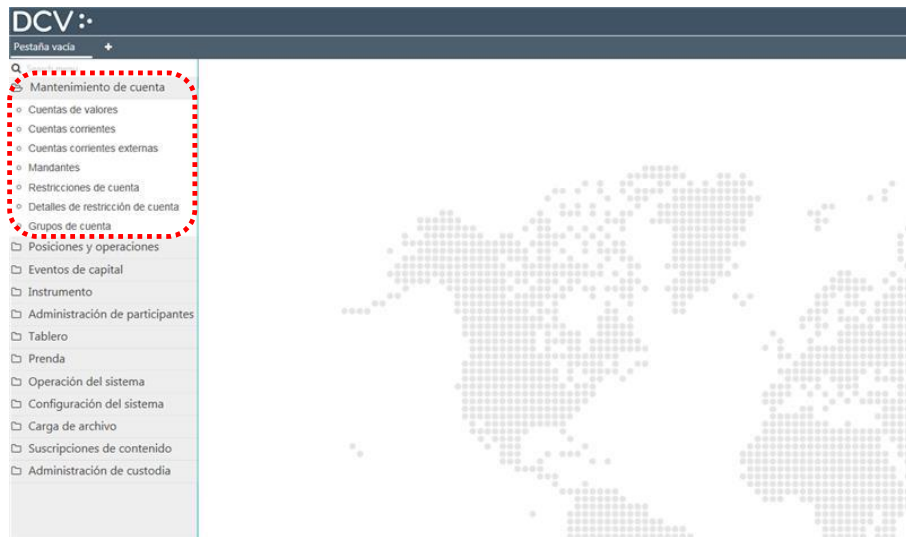 DCV
Pestaña vacía +
Mantenimiento de cuenta
Cuentas de valores
Cuentas corrientes
Cuentas corrientes externas
Mandantes
Restricciones de cuenta
Detalles de restricción de cuenta
Grupos de cuenta
Posiciones y operaciones
Eventos de capital
Instrumento
Administración de participantes
Tablero
Prenda
Operación del sistema
Configuración del sistema
Carga de archivo
Suscripciones de contenido
Administración de custodia